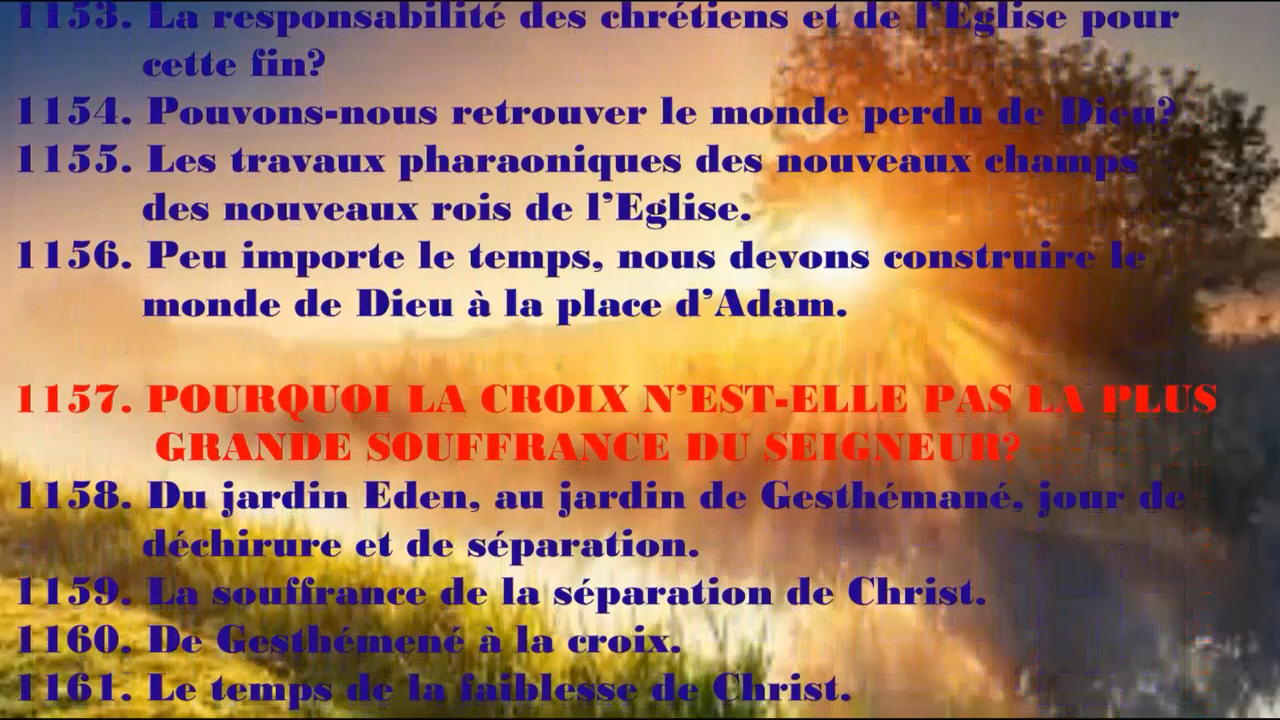 1153. La responsabilité des chrétiens et de l'Eglise pour
cette fin?
1154. Pouvons-nous retrouver le monde perdu de Dieu?
1155. Les travaux pharaoniques des nouveaux champs
des nouveaux rois de l'Eglise.
1156. Peu importe le temps, nous devons construire le
monde de Dieu à la place d'Adam.
1157. POURQUOI LA CROIX N'EST-ELLE PAS LA PLUS
GRANDE SOUFFRANCE DU SEIGNEUR?
1158. Du jardin Eden, au jardin de Gesthémané, jour de
déchirure et de séparation.
1159. La souffrance de la séparation de Christ.
1160. De Gesthémené à la croix.
1161. Le temps de la faiblesse de Christ.